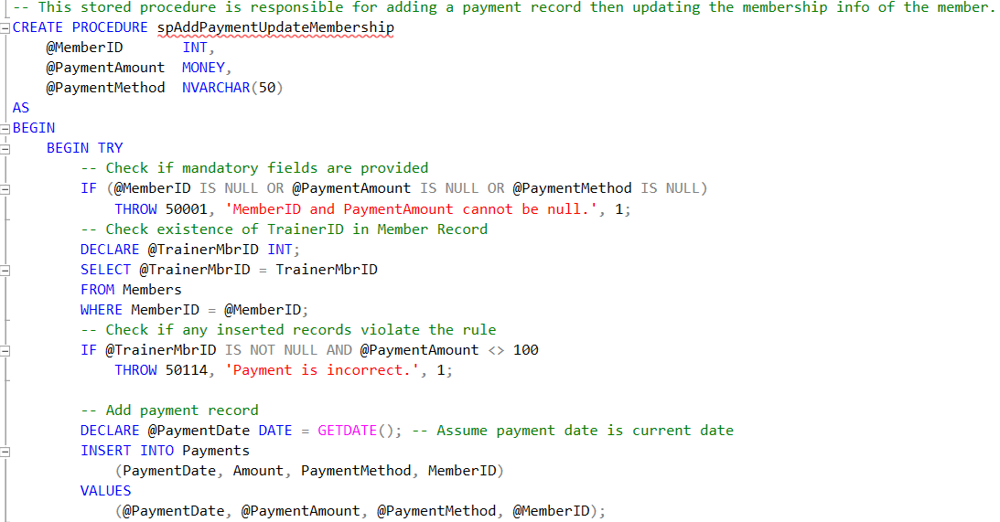 -- This stored procedure is responsible for adding a payment record then updating the membership info of the member.
CREATE PROCEDURE spAddPaymentUpdateMembership
    @MemberID       INT,
    @PaymentAmount  MONEY,
    @PaymentMethod  NVARCHAR(50)
AS
BEGIN
    BEGIN TRY
        -- Check if mandatory fields are provided
        IF (@MemberID IS NULL OR @PaymentAmount IS NULL OR @PaymentMethod IS NULL)
            THROW 50001, 'MemberID and PaymentAmount cannot be null.', 1;
        -- Check existence of TrainerID in Member Record
        DECLARE @TrainerMbrID INT;
        SELECT @TrainerMbrID = TrainerMbrID
        FROM Members
        WHERE MemberID = @MemberID;
        -- Check if any inserted records violate the rule
        IF @TrainerMbrID IS NOT NULL AND @PaymentAmount <> 100
            THROW 50114, 'Payment is incorrect.', 1;

        -- Add payment record
        DECLARE @PaymentDate DATE = GETDATE(); -- Assume payment date is current date
        INSERT INTO Payments
            (PaymentDate, Amount, PaymentMethod, MemberID)
        VALUES
            (@PaymentDate, @PaymentAmount, @PaymentMethod, @MemberID);